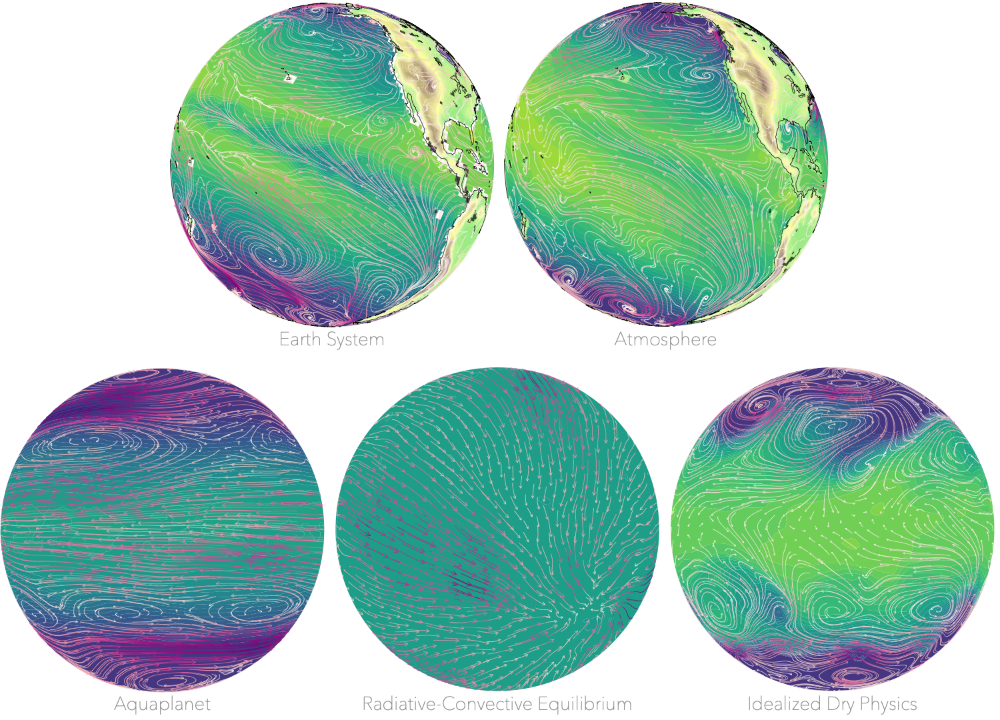 Earth System
Atmosphere
Aquaplanet
Radiative-Convective Equilibrium
Idealized Dry Physics